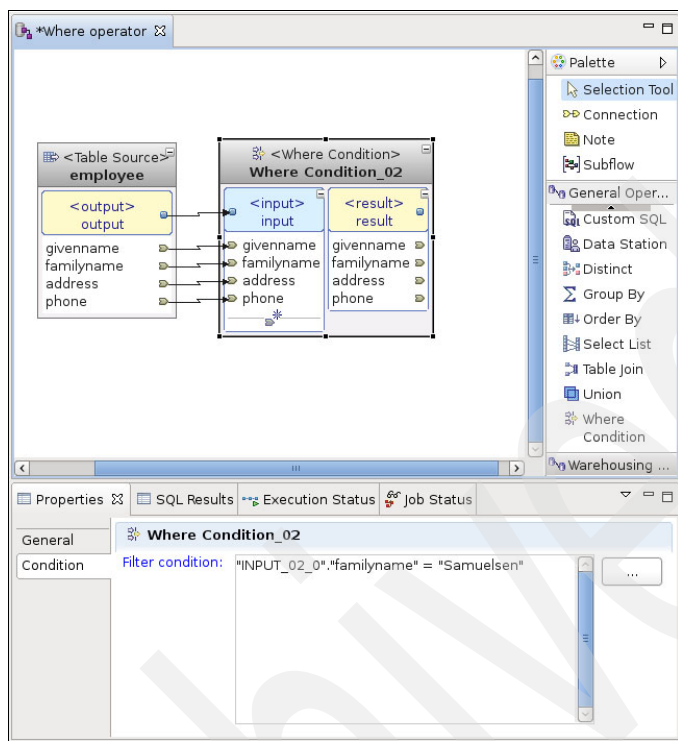 *Where operator
Palette
Selection Tool
Connection
Note
Subflow
General Oper...
Custom SQL
Data Station
Distinct
Group By
Order By
Select List
Table Join
Union
Where
Condition
Warehousing ...
<Table Source>
employee
<output>
output
givenname
familyname
address
phone
<Where Condition>
Where Condition_02
<input>
input
givenname
familyname
address
phone
<result>
result
givenname
familyname
address
phone
Properties
SQL Results
Execution Status
Job Status
General
Condition
Where Condition_02
Filter condition:
"INPUT_02_0"."familyname" = "Samuelsen"
...